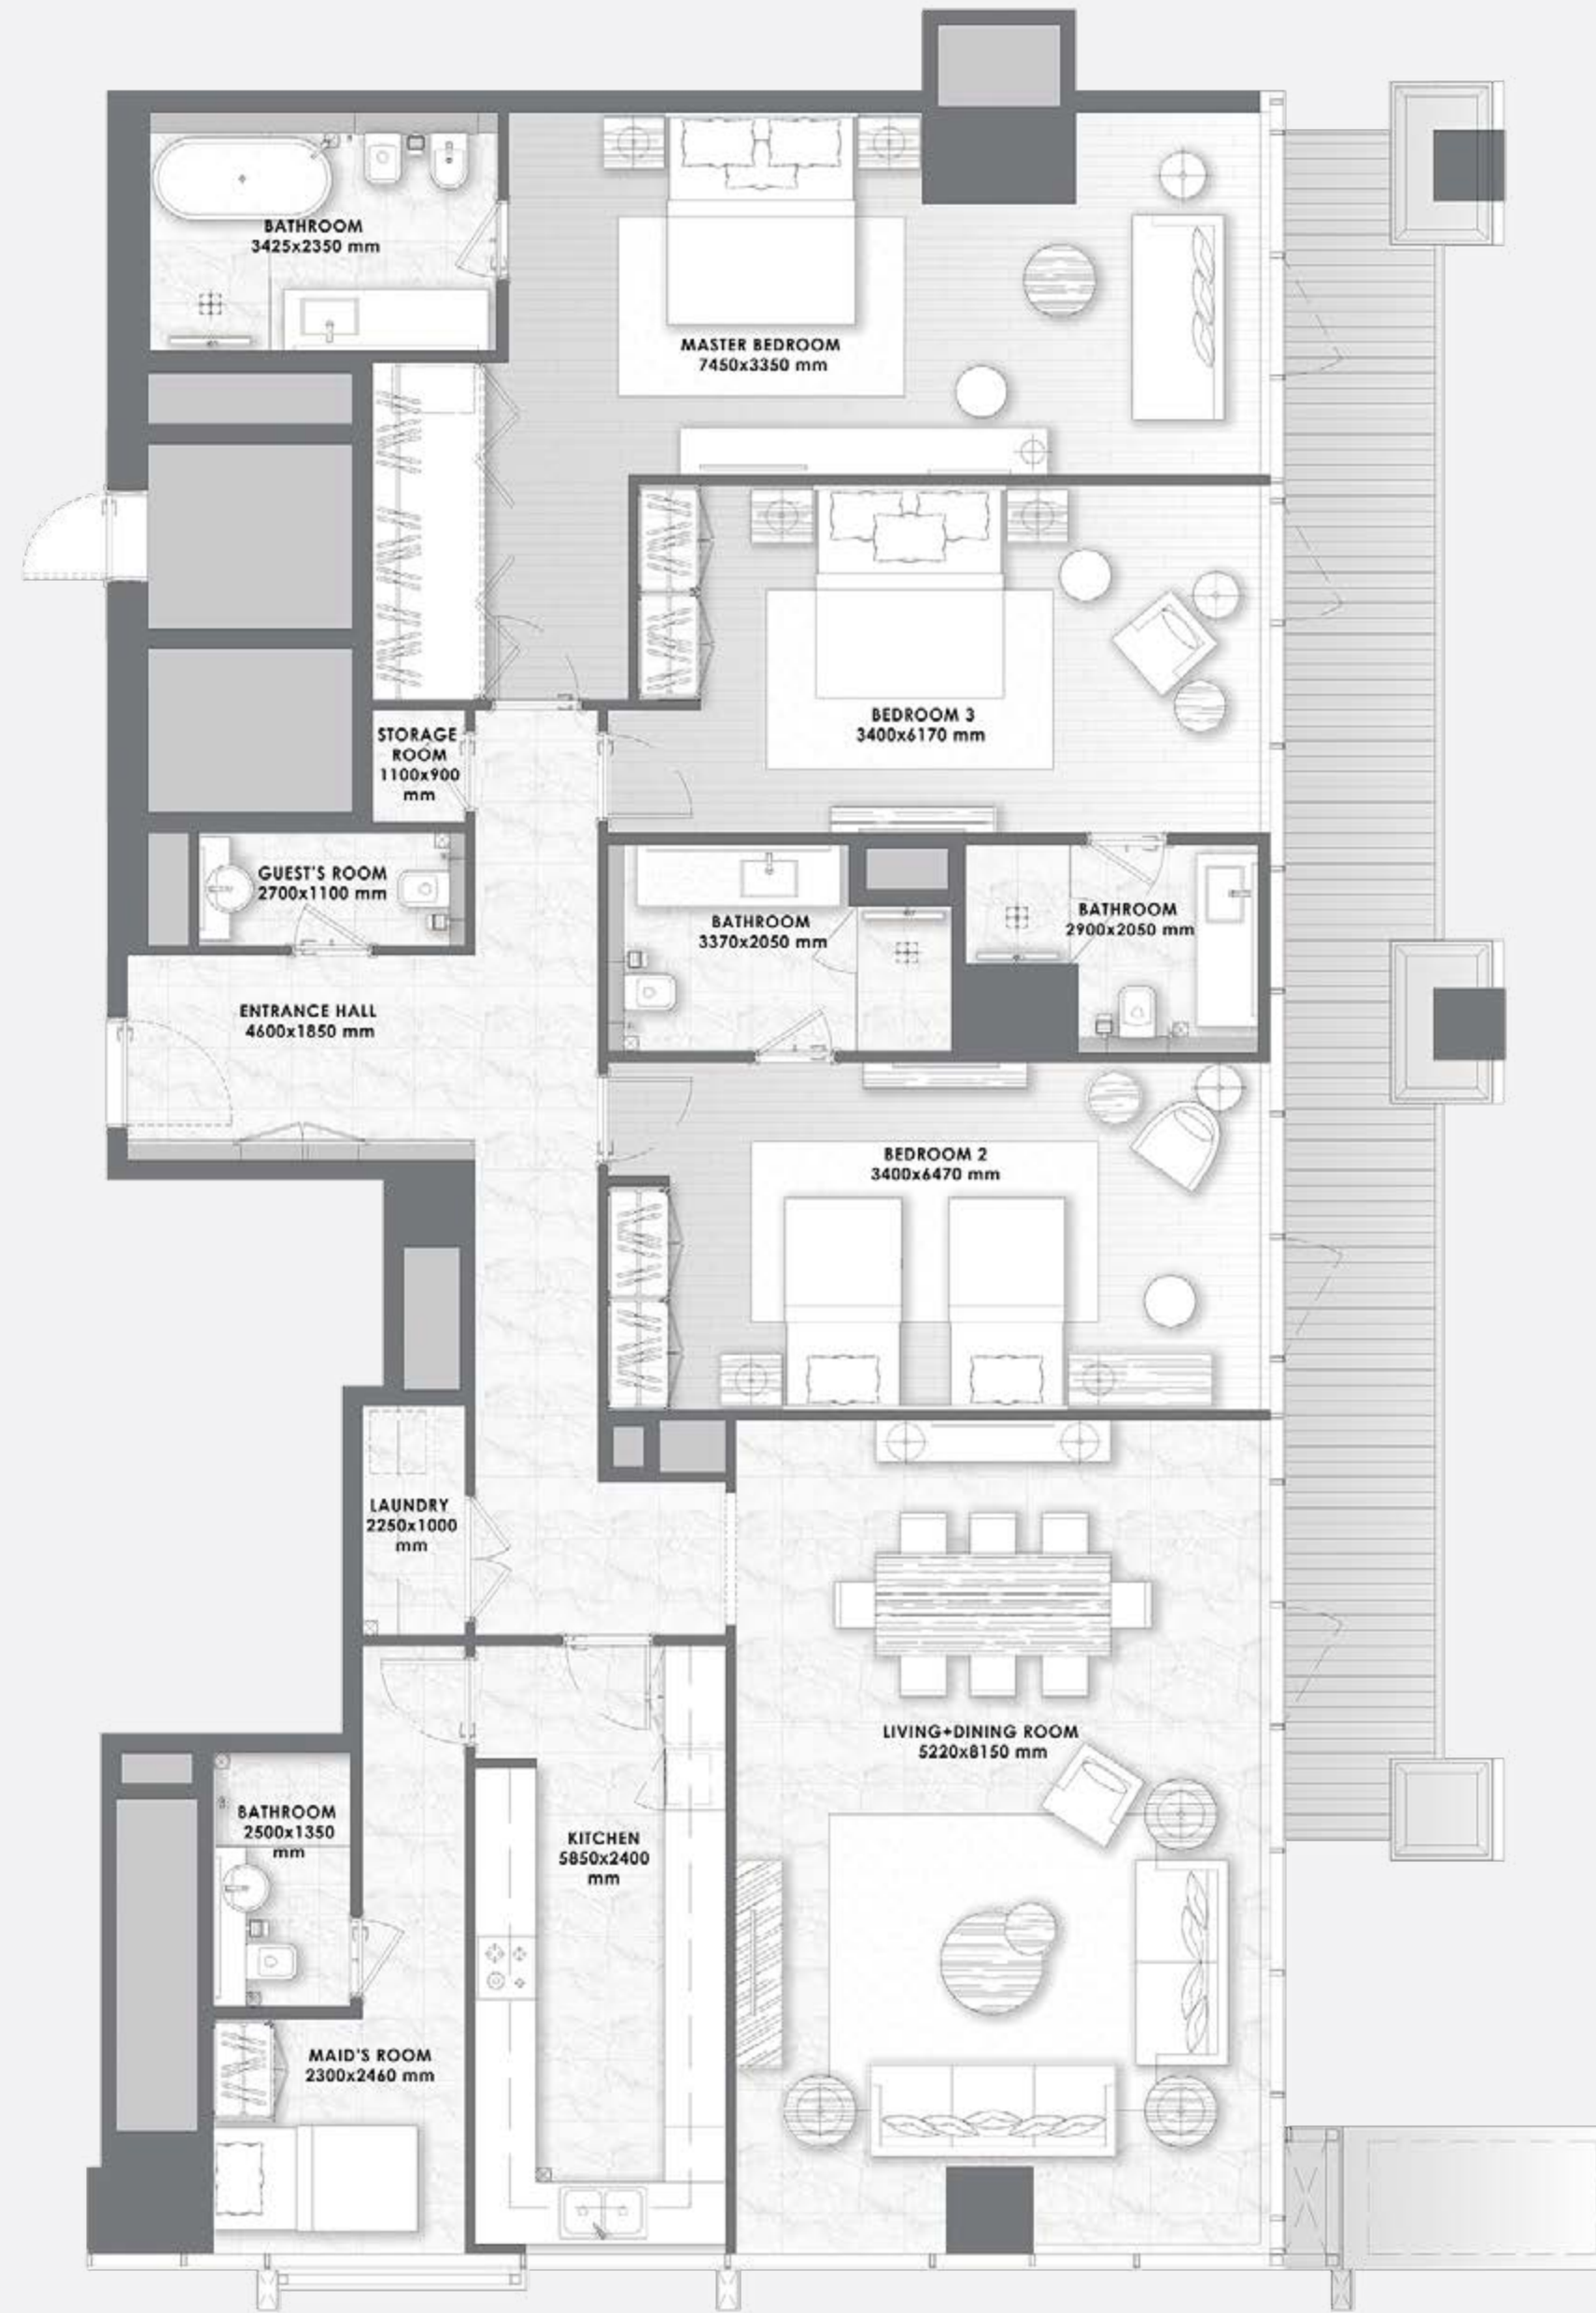 BATHROOM
3425x2350 mm
MASTER BEDROOM
7450x3350 mm
STORAGE
ROOM
1100x900
mm
BEDROOM 3
3400x6170 mm
GUEST'S ROOM
2700x1100 mm
BATHROOM
3370x2050 mm
BATHROOM
2900x2050 mm
ENTRANCE HALL
4600x1850 mm
BEDROOM 2
3400x6470 mm
LAUNDRY
2250x1000
mm
LIVING+DINING ROOM
5220x8150 mm
BATHROOM
2500x1350
mm
KITCHEN
5850x2400
mm
MAID'S ROOM
2300x2460 mm